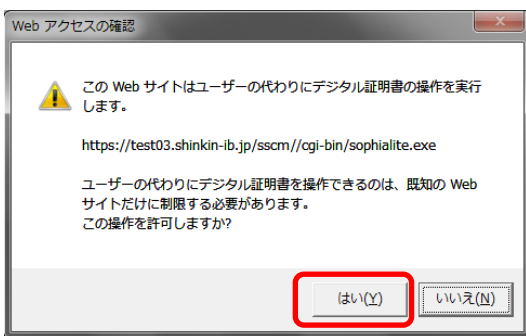 Web アクセスの確認
この Web サイトはユーザーの代わりにデジタル証明書の操作を実行
します。
https://test03.shinkin-ib.jp/sscm//cgi-bin/sophialite.exe
ユーザーの代わりにデジタル証明書を操作できるのは、既知の Web
サイトだけに制限する必要があります。
この操作を許可しますか?
はい(Y) いいえ(N)